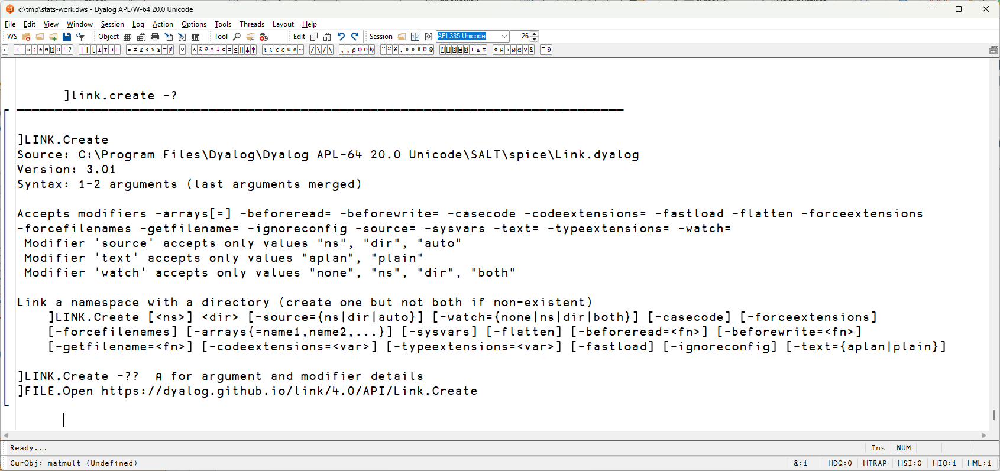 c:\tmp\stats-work.dws - Dyalog APL/W-64 20.0 Unicode
File Edit View Window Session Log Action Options Tools Threads Layout Help
WS Object Tool Edit Session APL385 Unicode 26
]link.create -?
]LINK.Create
Source: C:\Program Files\Dyalog\Dyalog APL-64 20.0 Unicode\SALT\spice\Link.dyalog
Version: 3.01
Syntax: 1-2 arguments (last arguments merged)
Accepts modifiers -arrays[=] -beforeread= -beforewrite= -casecode -codeextensions= -fastload -flatten -forceextensions
-forcefilenames -getfilename= -ignoreconfig -source= -sysvars -text= -typeextensions= -watch=
Modifier 'source' accepts only values "ns", "dir", "auto"
Modifier 'text' accepts only values "aplan", "plain"
Modifier 'watch' accepts only values "none", "ns", "dir", "both"
Link a namespace with a directory (create one but not both if non-existent)
]LINK.Create [<ns>] <dir> [-source={ns|dir|auto}] [-watch={none|ns|dir|both}] [-casecode] [-forceextensions]
[-forcefilenames] [-arrays{=name1,name2,...}] [-sysvars] [-flatten] [-beforeread=<fn>] [-beforewrite=<fn>]
[-getfilename=<fn>] [-codeextensions=<var>] [-typeextensions=<var>] [-fastload] [-ignoreconfig] [-text={aplan|plain}]
]LINK.Create -??  ⍝ for argument and modifier details
]FILE.Open https://dyalog.github.io/link/4.0/API/Link.Create
Ready... Ins NUM
CurObj: matmult (Undefined) &:1 ⎕DQ:0 ⎕TRAP ⎕SI:0 ⎕IO:1 ⎕ML:1